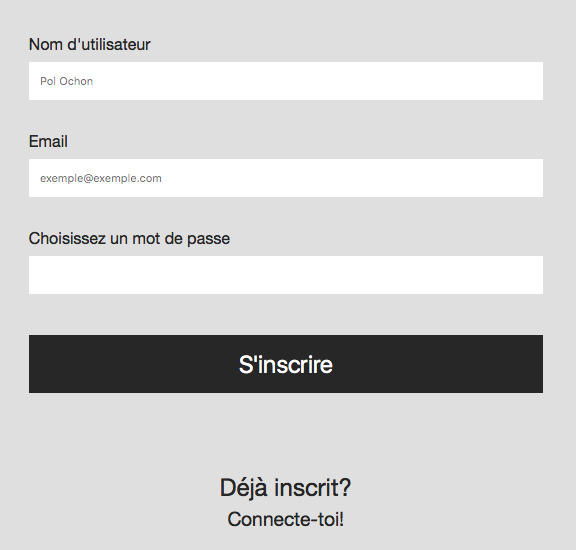 Nom d'utilisateur
Pol Ochon
Email
exemple@exemple.com
Choisissez un mot de passe
S'inscrire
Déjà inscrit?
Connecte-toi!